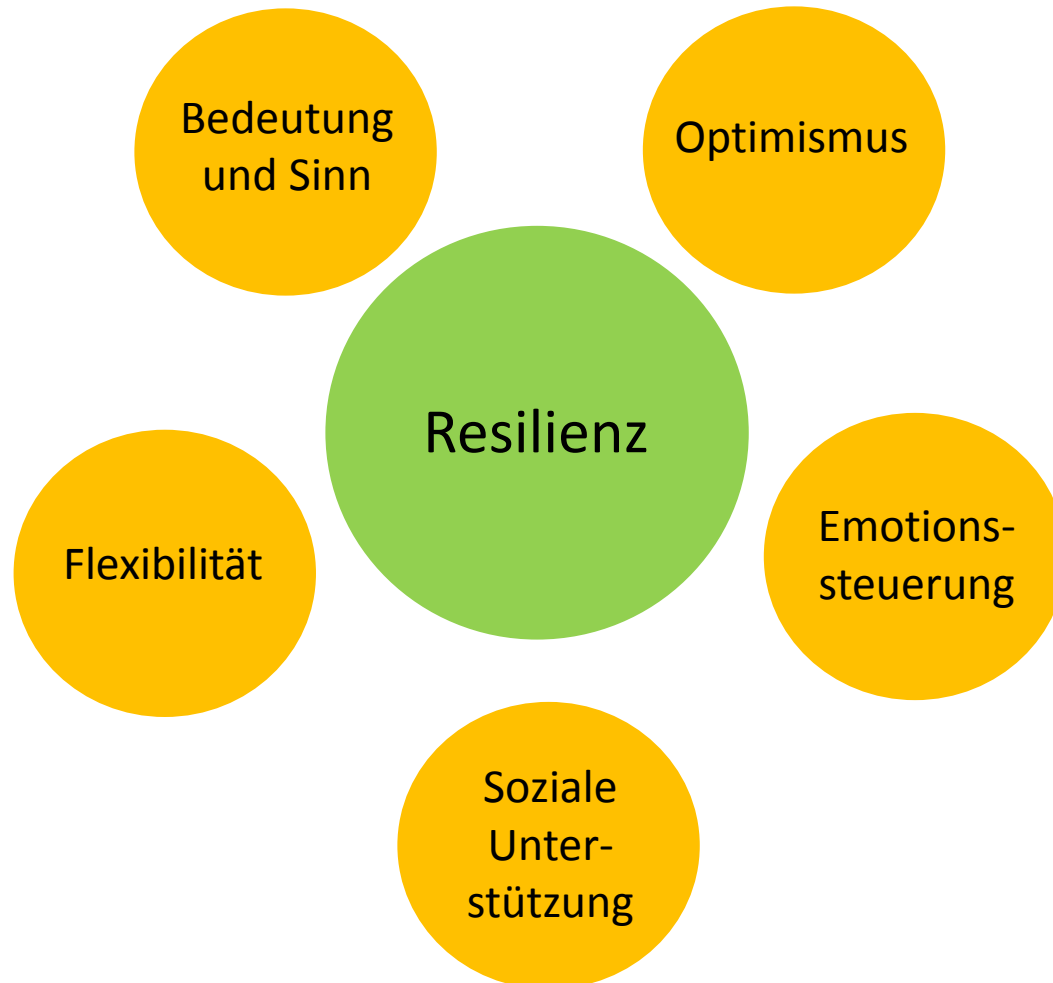 Bedeutung
und Sinn
Optimismus
Resilienz
Flexibilität
Emotions-
steuerung
Soziale
Unter-
stützung